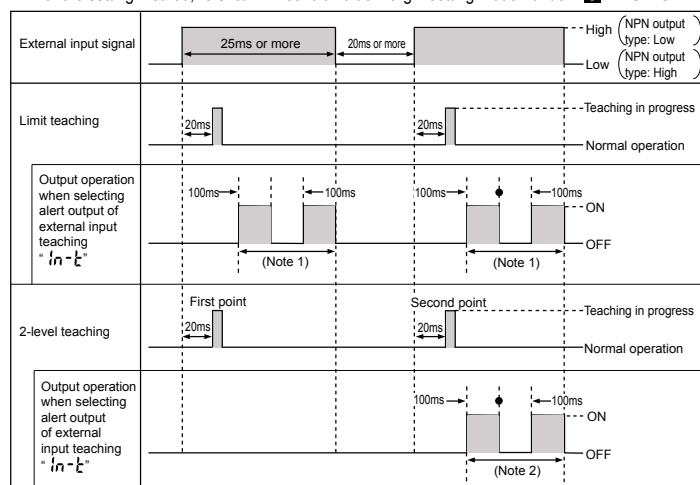 External input signal
25ms or more
20ms or more
High (NPN output type: Low)
Low (NPN output type: High)
Limit teaching
20ms
20ms
Teaching in progress
Normal operation
Output operation
when selecting
alert output of
external input
teaching
"In-t"
100ms
100ms
100ms
100ms
ON
OFF
(Note 1)
(Note 1)
2-level teaching
First point
Second point
20ms
20ms
Teaching in progress
Normal operation
Output operation
when selecting
alert output
of external
input teaching
"In-t"
100ms
100ms
ON
OFF
(Note 2)